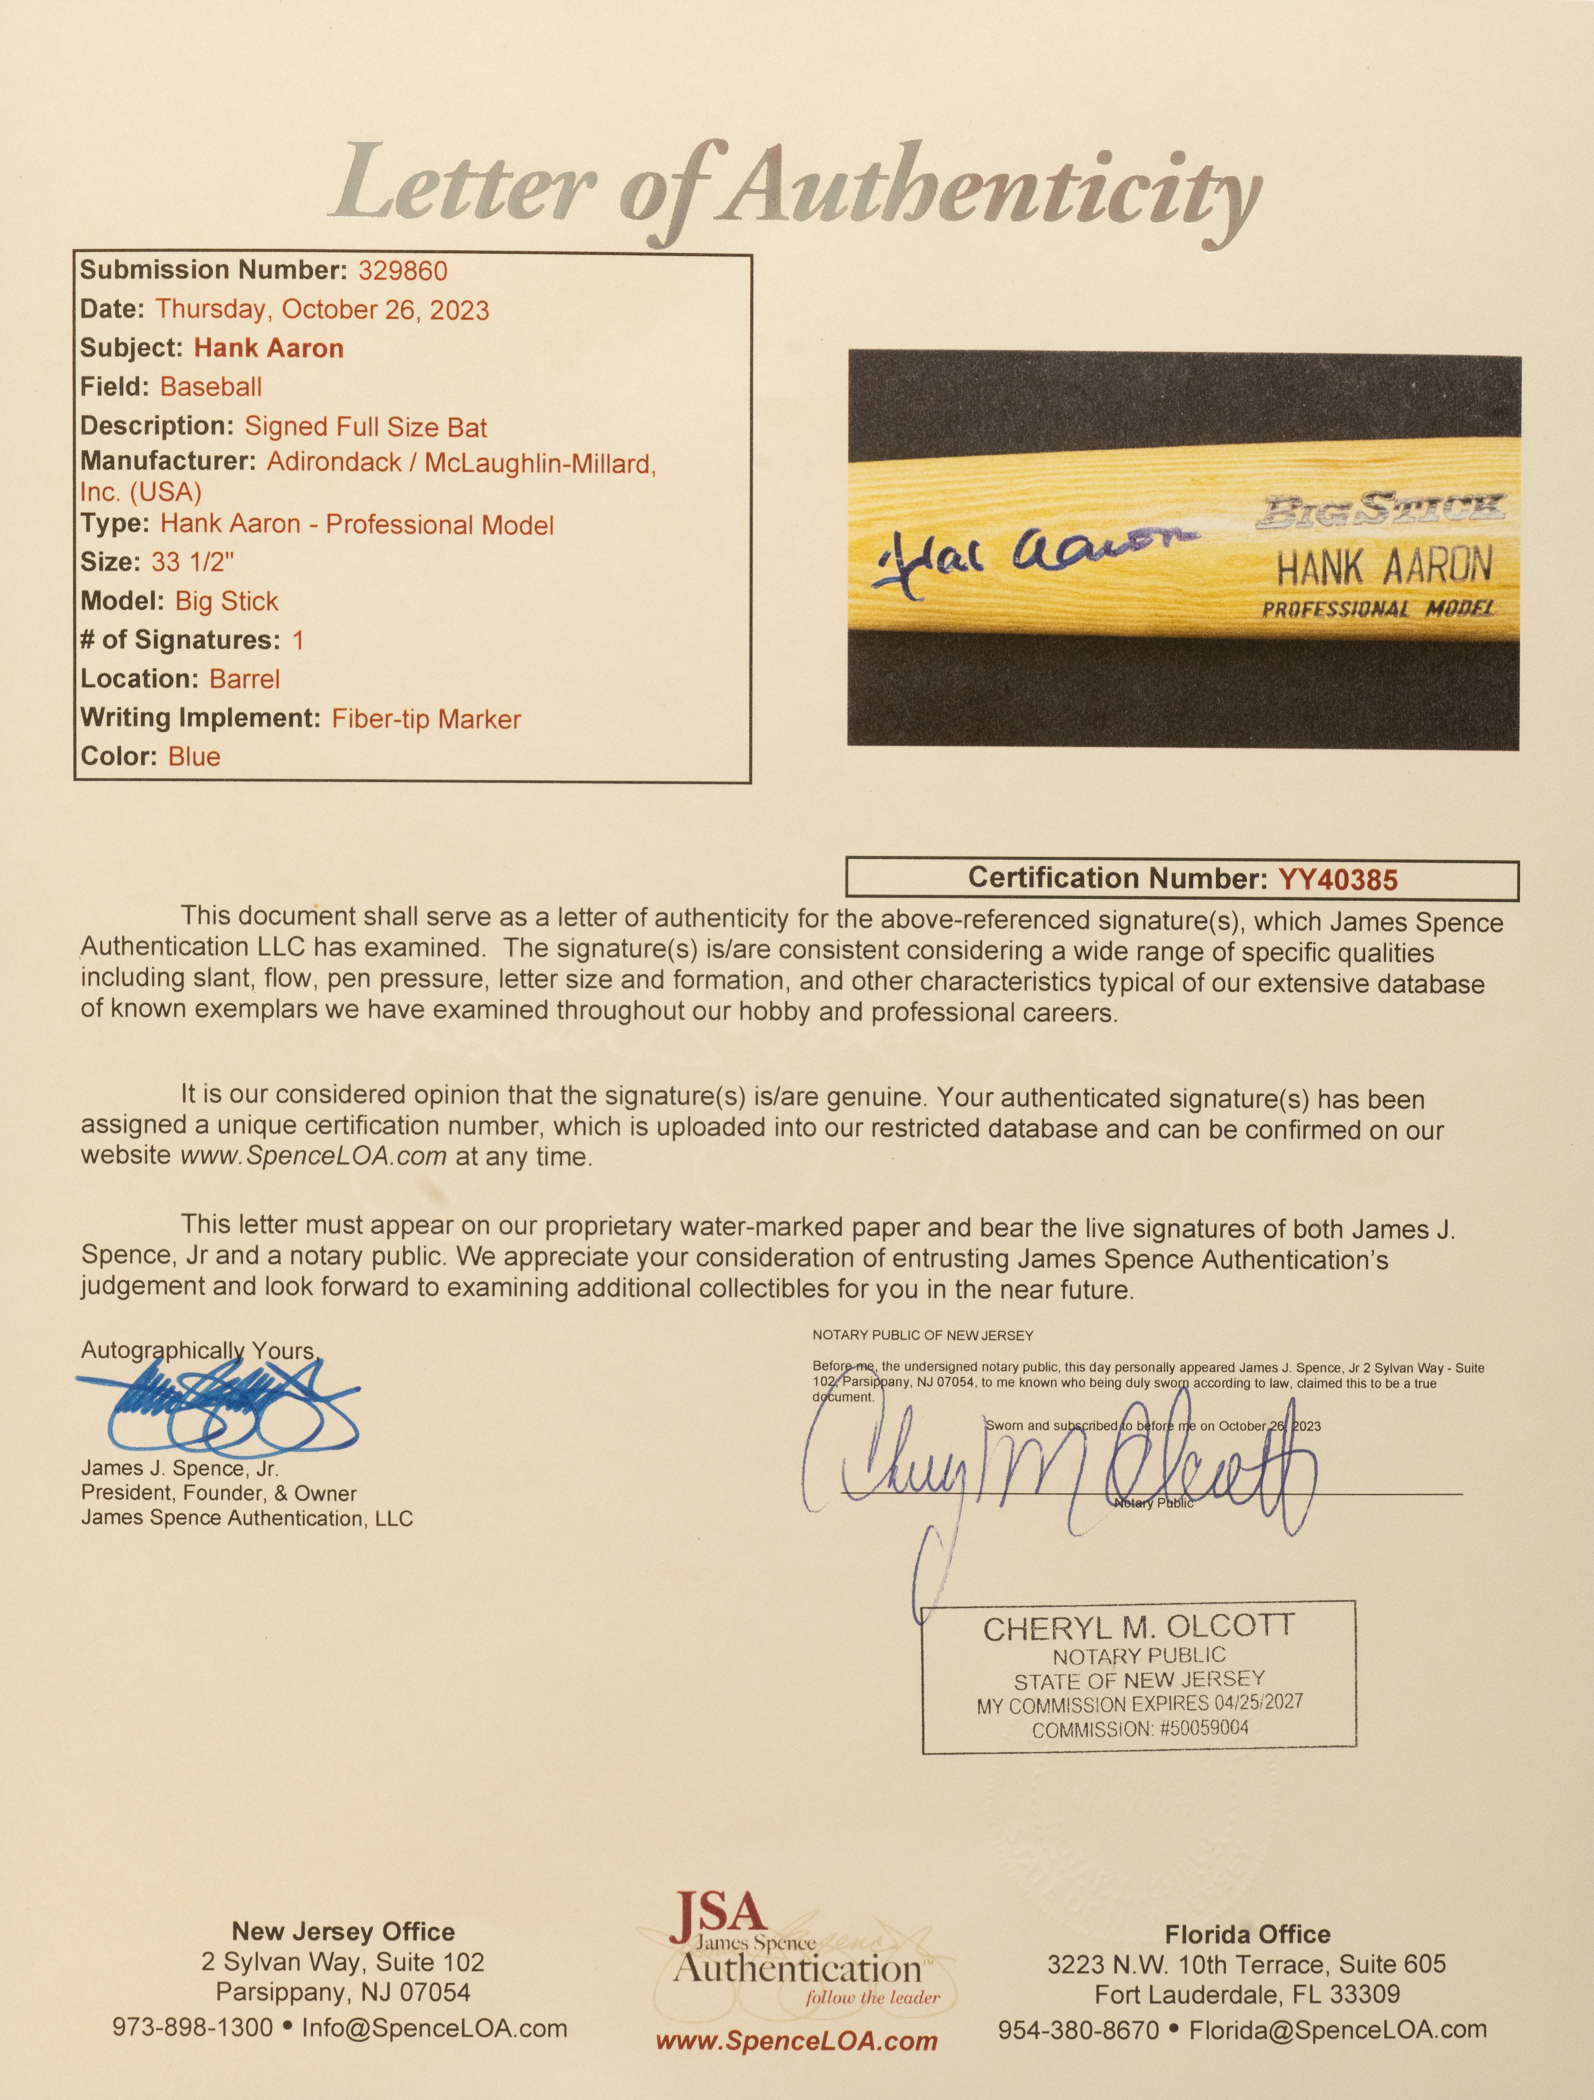 Letter of Authenticity
Submission Number: 329860
Date: Thursday, October 26, 2023
Subject: Hank Aaron
Field: Baseball
Description: Signed Full Size Bat
Manufacturer: Adirondack / McLaughlin-Millard,
Inc. (USA)
Type: Hank Aaron - Professional Model
Size: 33 1/2"
Model: Big Stick
# of Signatures: 1
Location: Barrel
Writing Implement: Fiber-tip Marker
Color: Blue
Aaron
BIG STICK
HANK AARON
PROFESSIONAL MODEL
Certification Number: YY40385
This document shall serve as a letter of authenticity for the above-referenced signature(s), which James Spence
Authentication LLC has examined. The signature(s) is/are consistent considering a wide range of specific qualities
including slant, flow, pen pressure, letter size and formation, and other characteristics typical of our extensive database
of known exemplars we have examined throughout our hobby and professional careers.
It is our considered opinion that the signature(s) is/are genuine. Your authenticated signature(s) has been
assigned a unique certification number, which is uploaded into our restricted database and can be confirmed on our
website www.SpenceLOA.com at any time.
This letter must appear on our proprietary water-marked paper and bear the live signatures of both James J.
Spence, Jr and a notary public. We appreciate your consideration of entrusting James Spence Authentication's
judgement and look forward to examining additional collectibles for you in the near future.
Autographically Yours,
James J. Spence, Jr.
President, Founder, & Owner
James Spence Authentication, LLC
NOTARY PUBLIC OF NEW JERSEY
Before me, the undersigned notary public, this day personally appeared James J. Spence, Jr 2 Sylvan Way - Suite
102, Parsippany, NJ 07054, to me known who being duly sworn according to law, claimed this to be a true
document.
Sworn and subscribed to before me on October 26, 2023
Cheryl M Olcott
Notary Public
CHERYL M. OLCOTT
NOTARY PUBLIC
STATE OF NEW JERSEY
MY COMMISSION EXPIRES 04/25/2027
COMMISSION: #50059004
New Jersey Office
2 Sylvan Way, Suite 102
Parsippany, NJ 07054
973-898-1300 • Info@SpenceLOA.com
JSA
James Spence
Authentication™
follow the leader
www.SpenceLOA.com
Florida Office
3223 N.W. 10th Terrace, Suite 605
Fort Lauderdale, FL 33309
954-380-8670 • Florida@SpenceLOA.com